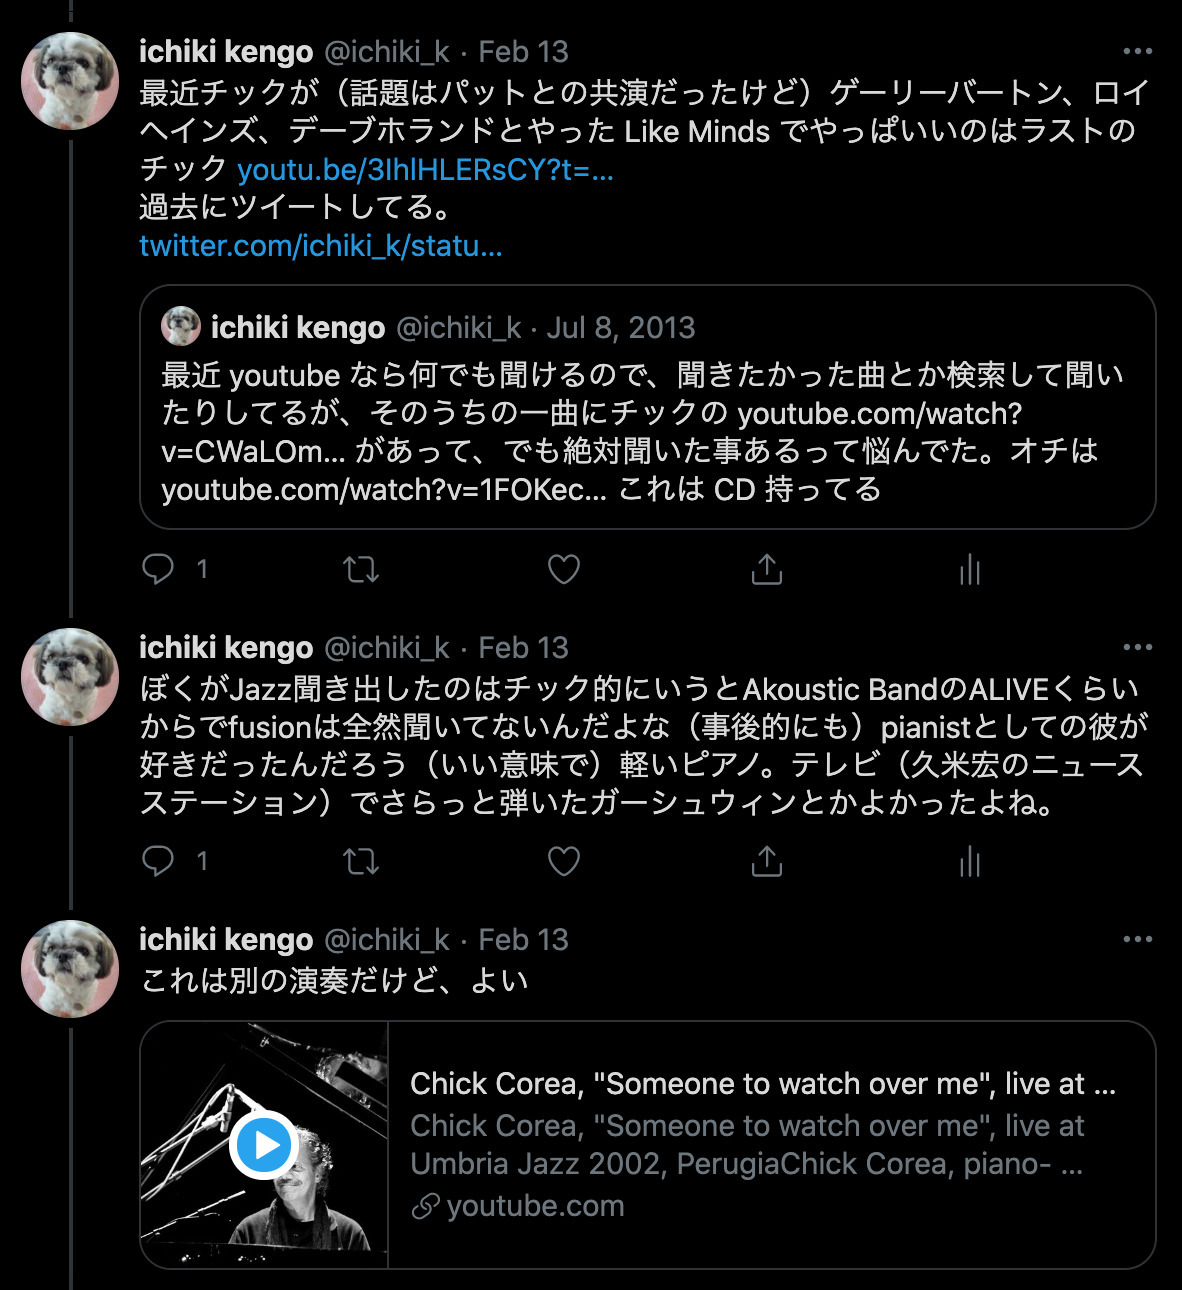 ichiki kengo @ichiki_k · Feb 13
最近チックが（話題はパットとの共演だったけど）ゲーリーバートン、ロイ
ヘインズ、デーブホランドとやった Like Minds でやっぱいいのはラストの
チック youtu.be/3IhlHLERsCY?t=...
過去にツイートしてる。
twitter.com/ichiki_k/statu...
ichiki kengo @ichiki_k · Jul 8, 2013
最近 youtube なら何でも聞けるので、聞きたかった曲とか検索して聞い
たりしてるが、そのうちの一曲にチックの youtube.com/watch?
v=CWaLOm... があって、でも絶対聞いた事あるって悩んでた。オチは
youtube.com/watch?v=1FOKec... これは CD 持ってる
1
ichiki kengo @ichiki_k · Feb 13
ぼくがJazz聞き出したのはチック的にいうとAkoustic BandのALIVEくらい
からでfusionは全然聞いてないんだよな（事後的にも）pianistとしての彼が
好きだったんだろう（いい意味で）軽いピアノ。テレビ（久米宏のニュース
ステーション）でさらっと弾いたガーシュウィンとかよかったよね。
1
ichiki kengo @ichiki_k · Feb 13
これは別の演奏だけど、よい
Chick Corea, "Someone to watch over me", live at ...
Chick Corea, "Someone to watch over me", live at
Umbria Jazz 2002, PerugiaChick Corea, piano- ...
youtube.com